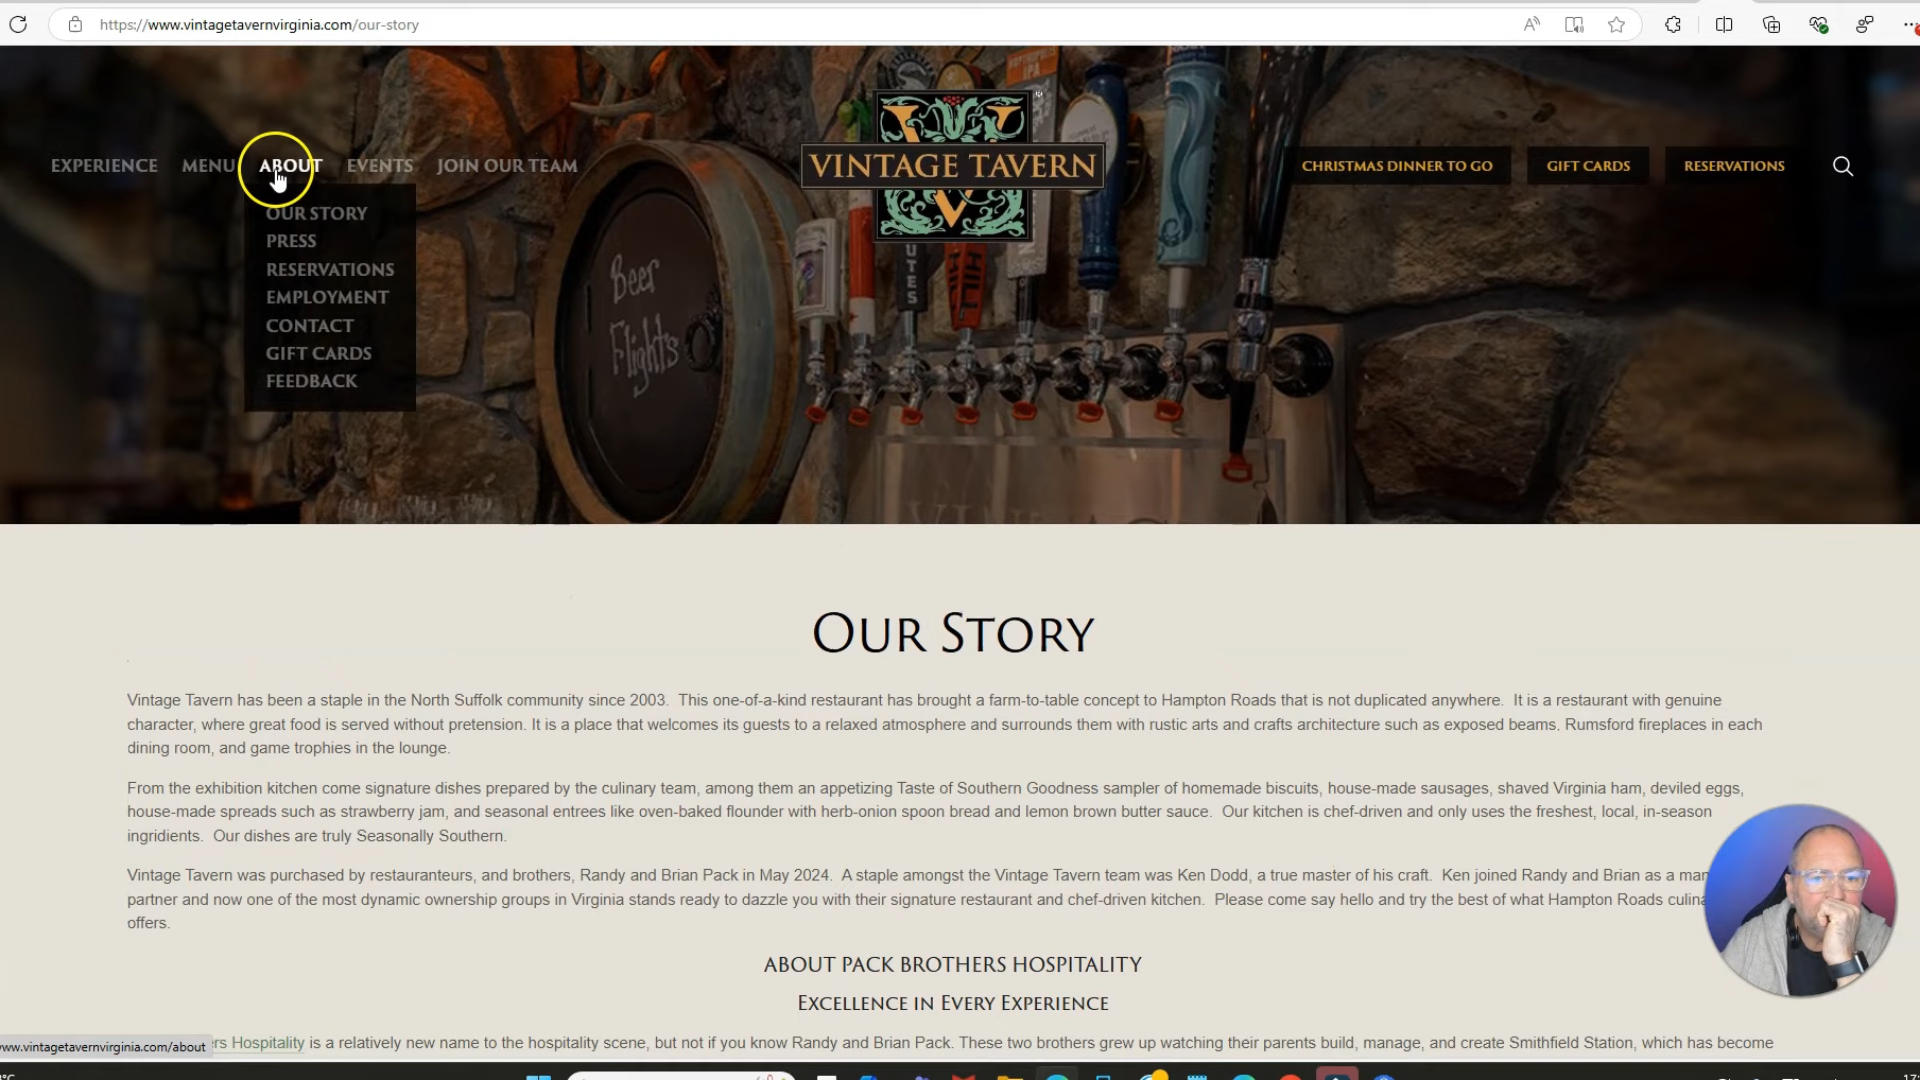 https://www.vintagetavernvirginia.com/our-story
EXPERIENCE MENU ABOUT EVENTS JOIN OUR TEAM
VINTAGE TAVERN
CHRISTMAS DINNER TO GO GIFT CARDS RESERVATIONS
OUR STORY
PRESS
RESERVATIONS
EMPLOYMENT
CONTACT
GIFT CARDS
FEEDBACK
Beer
Flights
IPA
UTES
HILL
OUR STORY
Vintage Tavern has been a staple in the North Suffolk community since 2003. This one-of-a-kind restaurant has brought a farm-to-table concept to Hampton Roads that is not duplicated anywhere. It is a restaurant with genuine
character, where great food is served without pretension. It is a place that welcomes its guests to a relaxed atmosphere and surrounds them with rustic arts and crafts architecture such as exposed beams. Rumsford fireplaces in each
dining room, and game trophies in the lounge.
From the exhibition kitchen come signature dishes prepared by the culinary team, among them an appetizing Taste of Southern Goodness sampler of homemade biscuits, house-made sausages, shaved Virginia ham, deviled eggs,
house-made spreads such as strawberry jam, and seasonal entrees like oven-baked flounder with herb-onion spoon bread and lemon brown butter sauce. Our kitchen is chef-driven and only uses the freshest, local, in-season
ingridients. Our dishes are truly Seasonally Southern.
Vintage Tavern was purchased by restauranteurs, and brothers, Randy and Brian Pack in May 2024. A staple amongst the Vintage Tavern team was Ken Dodd, a true master of his craft. Ken joined Randy and Brian as a
partner and now one of the most dynamic ownership groups in Virginia stands ready to dazzle you with their signature restaurant and chef-driven kitchen. Please come say hello and try the best of what Hampton Roads
offers.
ABOUT PACK BROTHERS HOSPITALITY
EXCELLENCE IN EVERY EXPERIENCE
Hospitality is a relatively new name to the hospitality scene, but not if you know Randy and Brian Pack. These two brothers grew up watching their parents build, manage, and create Smithfield Station, which has become
www.vintagetavernvirginia.com/about